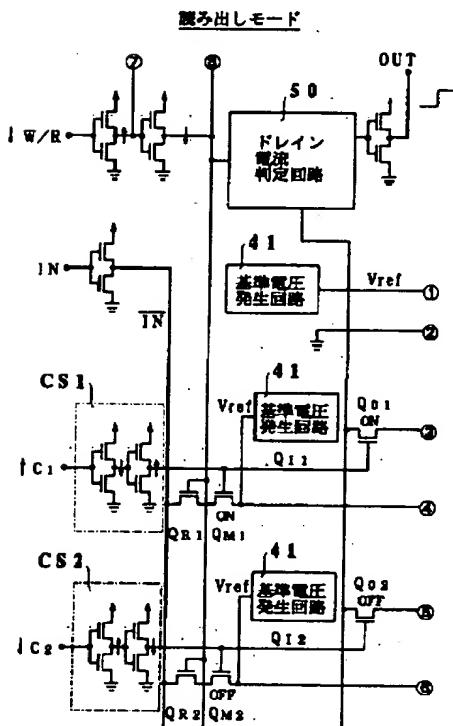 読み出しモード
⑦
⑧
OUT
50
↓ W/R
ドレイン
電流
判定回路
41
IN
基準電圧
発生回路
Vref
①
IN
②
41
CS1
Vref
基準電圧
発生回路
QO1
ON
③
↑C1
QI1
④
ON
QR1
QM1
41
CS2
Vref
基準電圧
発生回路
QO2
OFF
⑤
↓C2
QI2
⑥
OFF
QR2
QM2